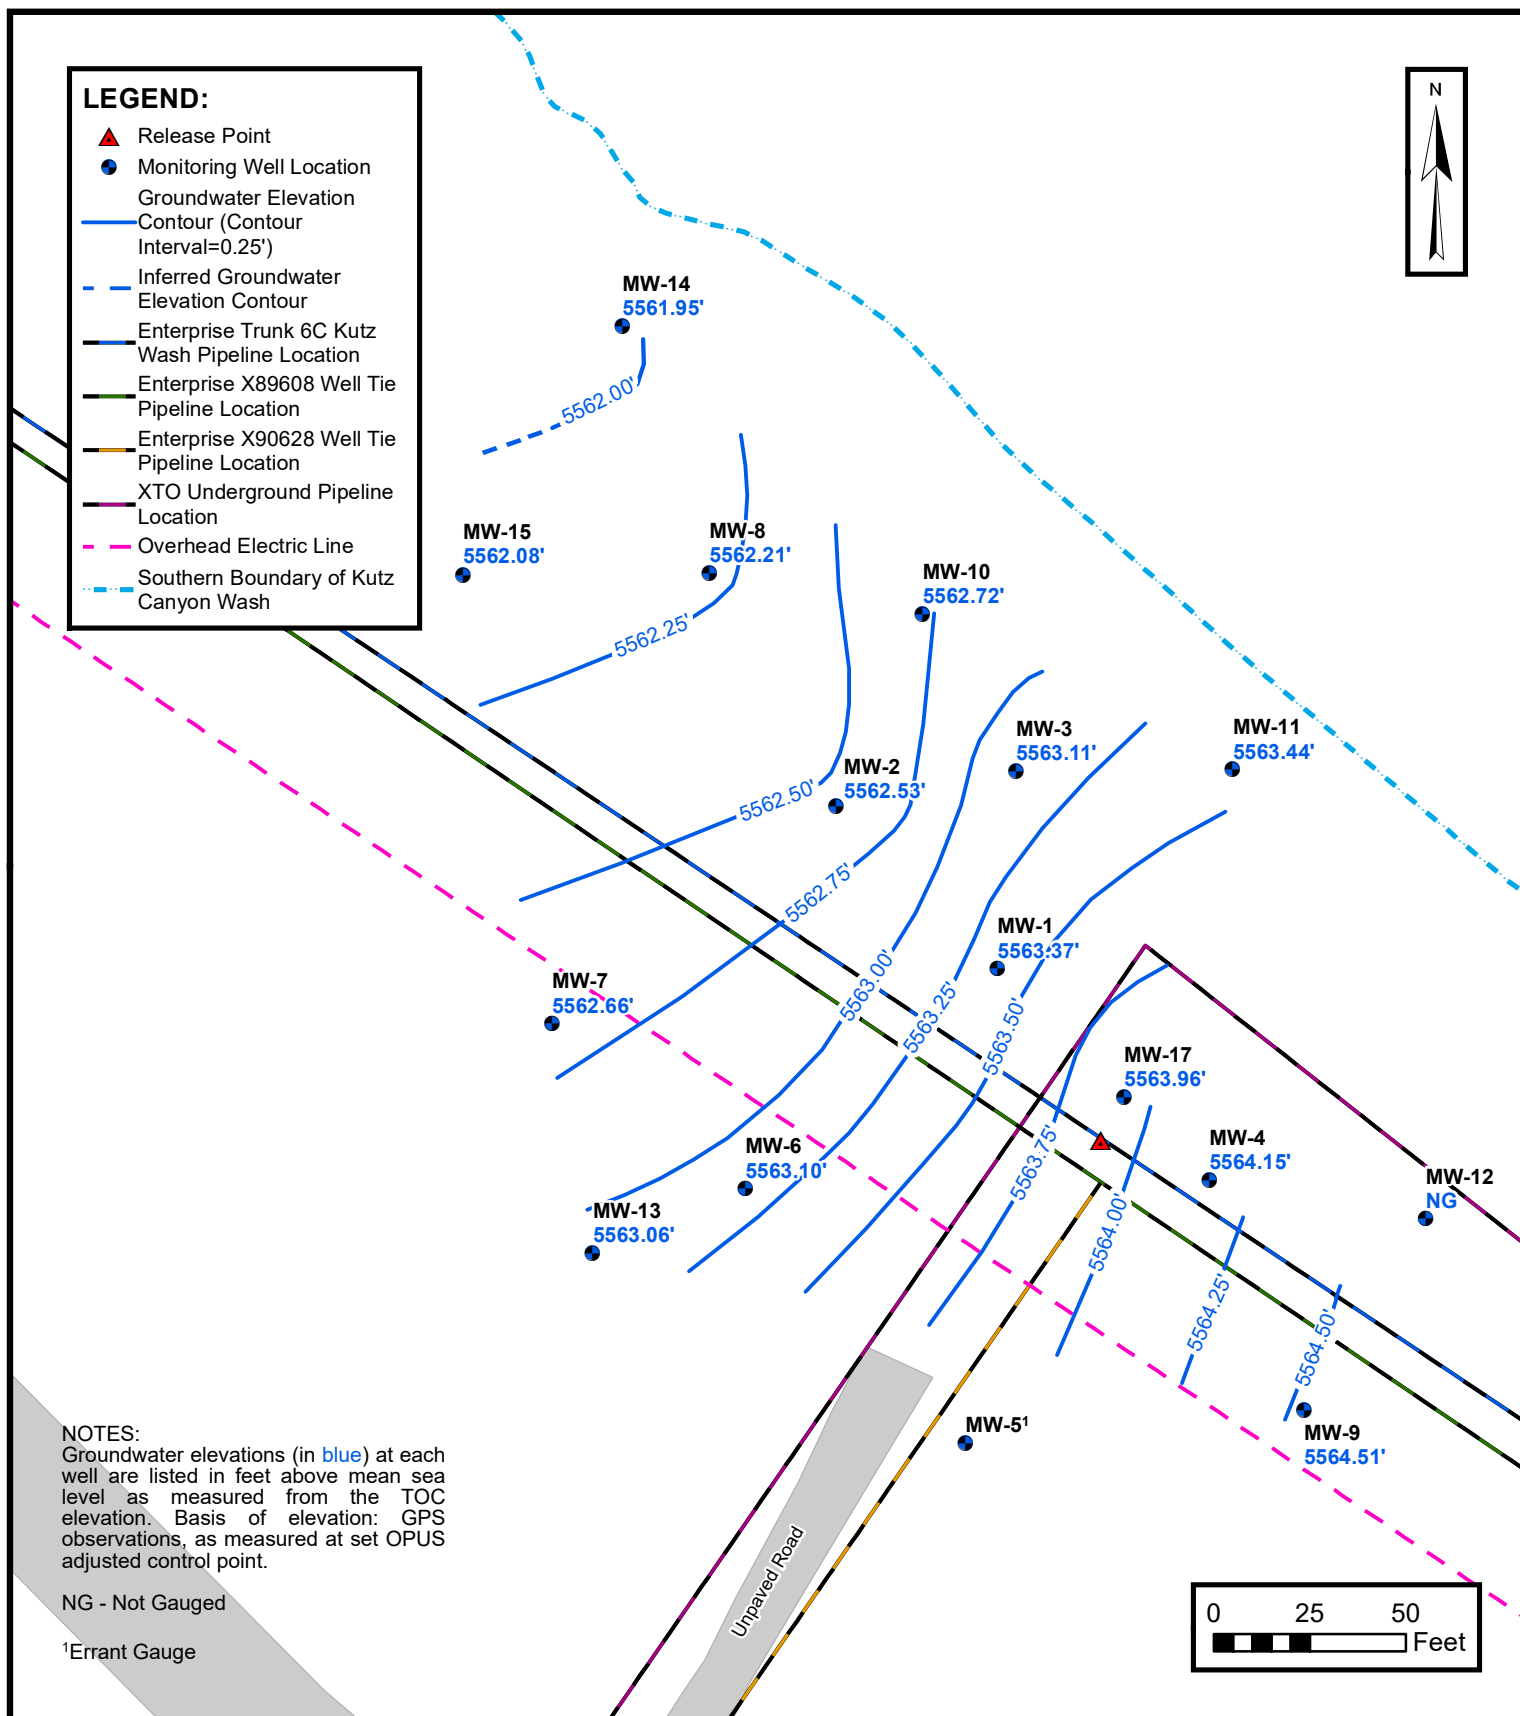 N
LEGEND:
Release Point
Monitoring Well Location
Groundwater Elevation
Contour (Contour
Interval=0.25')
Inferred Groundwater
Elevation Contour
Enterprise Trunk 6C Kutz
Wash Pipeline Location
Enterprise X89608 Well Tie
Pipeline Location
Enterprise X90628 Well Tie
Pipeline Location
XTO Underground Pipeline
Location
Overhead Electric Line
Southern Boundary of Kutz
Canyon Wash
MW-14
5561.95'
5562.00'
MW-15
5562.08'
MW-8
5562.21'
MW-10
5562.72'
5562.25'
MW-3
5563.11'
MW-11
5563.44'
MW-2
5562.53'
5562.50'
5562.75'
MW-1
5563.37'
5563.00'
5563.25'
5563.50'
MW-7
5562.66'
MW-17
5563.96'
MW-6
5563.10'
5563.75'
MW-4
5564.15'
MW-12
NG
MW-13
5563.06'
5564.00'
5564.25'
5564.50'
MW-5¹
MW-9
5564.51'
NOTES:
Groundwater elevations (in blue) at each
well are listed in feet above mean sea
level as measured from the TOC
elevation. Basis of elevation: GPS
observations, as measured at set OPUS
adjusted control point.
NG - Not Gauged
¹Errant Gauge
Unpaved Road
0 25 50
Feet